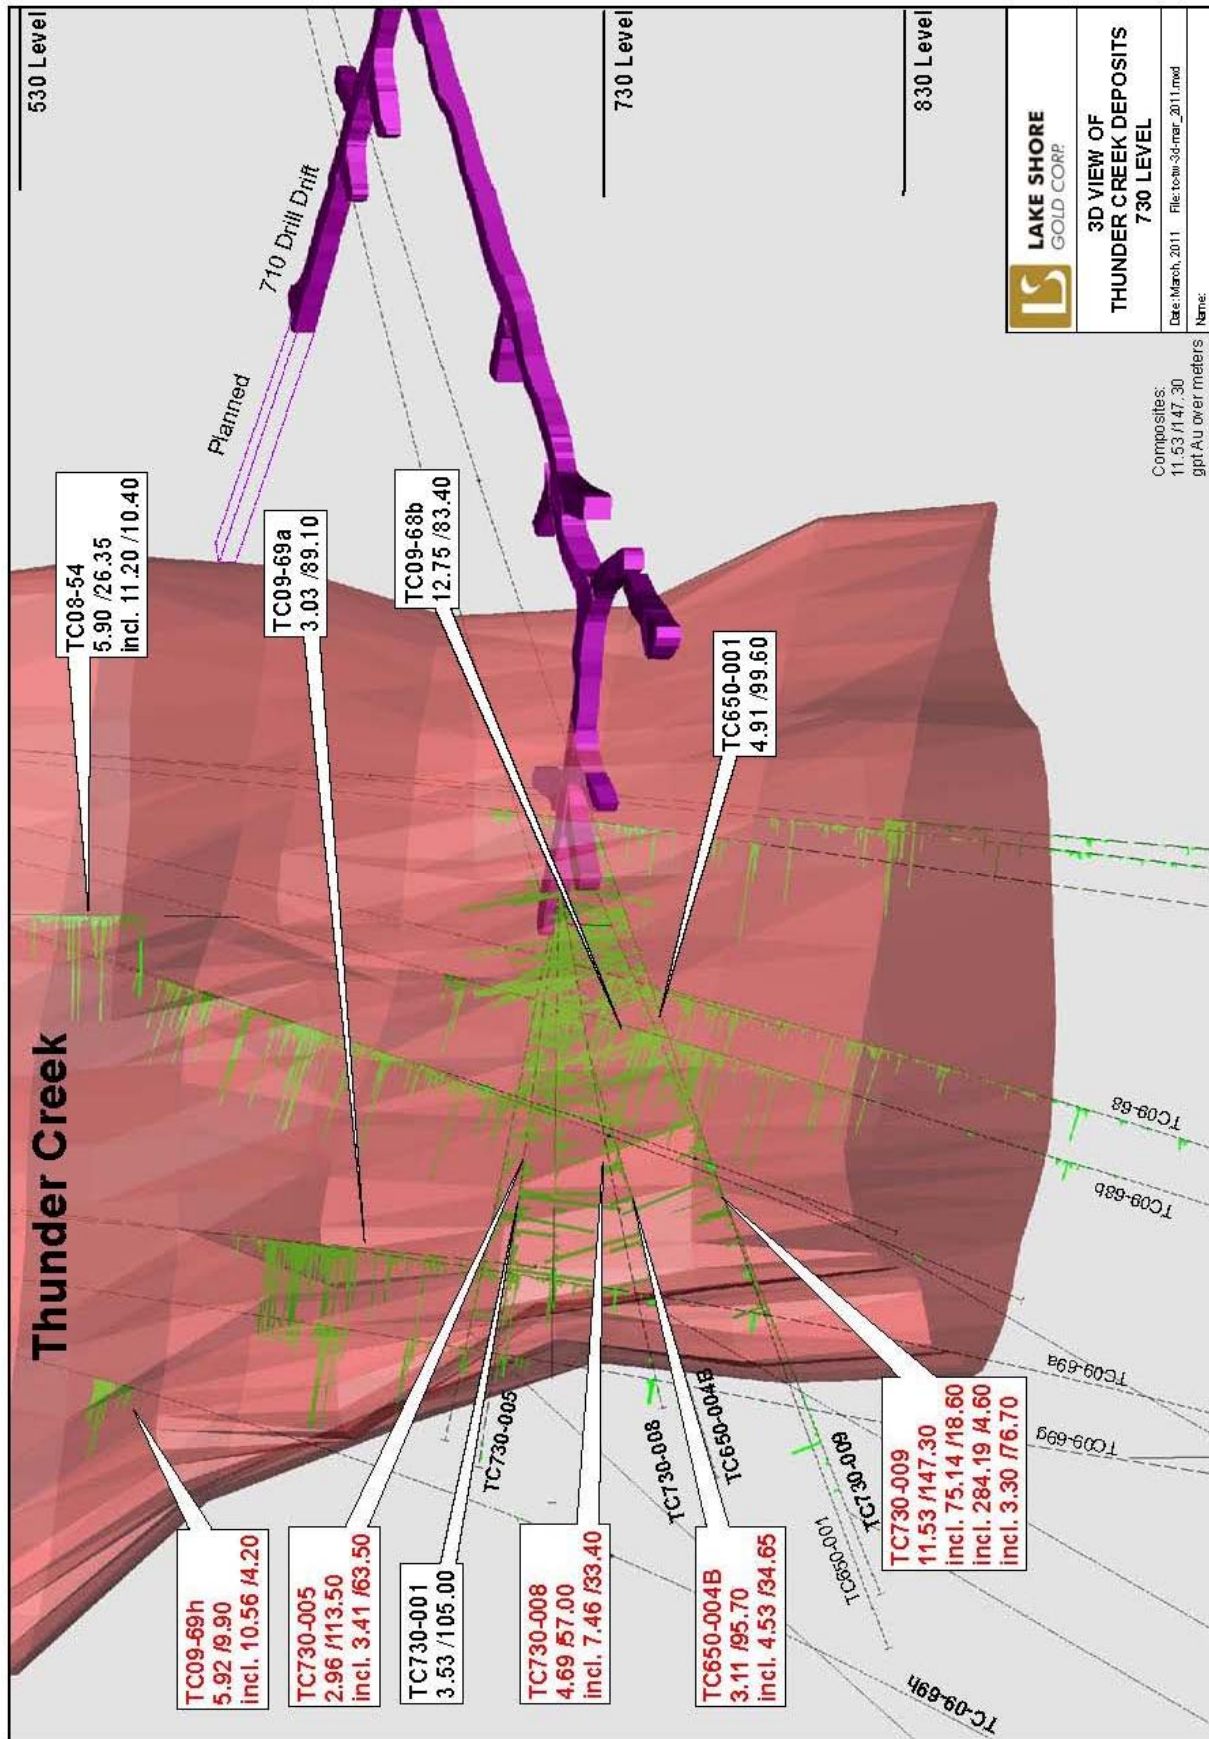 Thunder Creek
530 Level
730 Level
830 Level
710 Drill Drift
Planned
TC08-54
5.90 /26.35
incl. 11.20 /10.40
TC09-69a
3.03 /89.10
TC09-68b
12.75 /83.40
TC650-001
4.91 /99.60
TC09-69h
5.92 /9.90
incl. 10.56 /4.20
TC730-005
2.96 /113.50
incl. 3.41 /63.50
TC730-001
3.53 /105.00
TC730-008
4.69 /57.00
incl. 7.46 /33.40
TC650-004B
3.11 /95.70
incl. 4.53 /34.65
TC730-009
11.53 /147.30
incl. 75.14 /18.60
incl. 284.19 /4.60
incl. 3.30 /76.70
TC730-005
TC730-008
TC650-004B
TC730-009
TC650-001
TC-09-69h
TC09-69g
TC09-69a
TC09-68b
TC09-68
Composites:
11.53 /147.30
gpt Au over meters
LS
LAKE SHORE
GOLD CORP.
3D VIEW OF
THUNDER CREEK DEPOSITS
730 LEVEL
Date: March, 2011
Name: